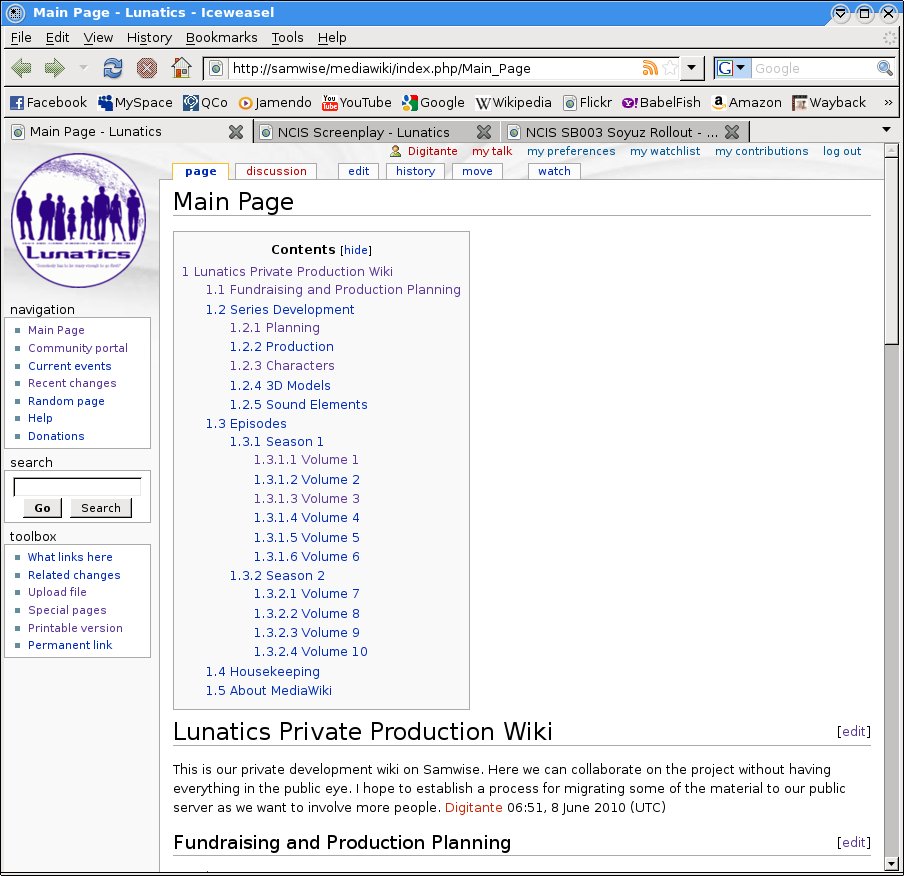 Main Page - Lunatics - Iceweasel
File Edit View History Bookmarks Tools Help
http://samwise/mediawiki/index.php/Main_Page
G Google
Facebook MySpace QCo Jamendo YouTube Google Wikipedia Flickr BabelFish Amazon Wayback »
Main Page - Lunatics NCIS Screenplay - Lunatics NCIS SB003 Soyuz Rollout - ...
Digitante my talk my preferences my watchlist my contributions log out
page discussion edit history move watch
Lunatics
Main Page
Contents [hide]
1 Lunatics Private Production Wiki
1.1 Fundraising and Production Planning
1.2 Series Development
1.2.1 Planning
1.2.2 Production
1.2.3 Characters
1.2.4 3D Models
1.2.5 Sound Elements
1.3 Episodes
1.3.1 Season 1
1.3.1.1 Volume 1
1.3.1.2 Volume 2
1.3.1.3 Volume 3
1.3.1.4 Volume 4
1.3.1.5 Volume 5
1.3.1.6 Volume 6
1.3.2 Season 2
1.3.2.1 Volume 7
1.3.2.2 Volume 8
1.3.2.3 Volume 9
1.3.2.4 Volume 10
1.4 Housekeeping
1.5 About MediaWiki
navigation
Main Page
Community portal
Current events
Recent changes
Random page
Help
Donations
search
Go Search
toolbox
What links here
Related changes
Upload file
Special pages
Printable version
Permanent link
Lunatics Private Production Wiki [edit]
This is our private development wiki on Samwise. Here we can collaborate on the project without having
everything in the public eye. I hope to establish a process for migrating some of the material to our public
server as we want to involve more people. Digitante 06:51, 8 June 2010 (UTC)
Fundraising and Production Planning [edit]